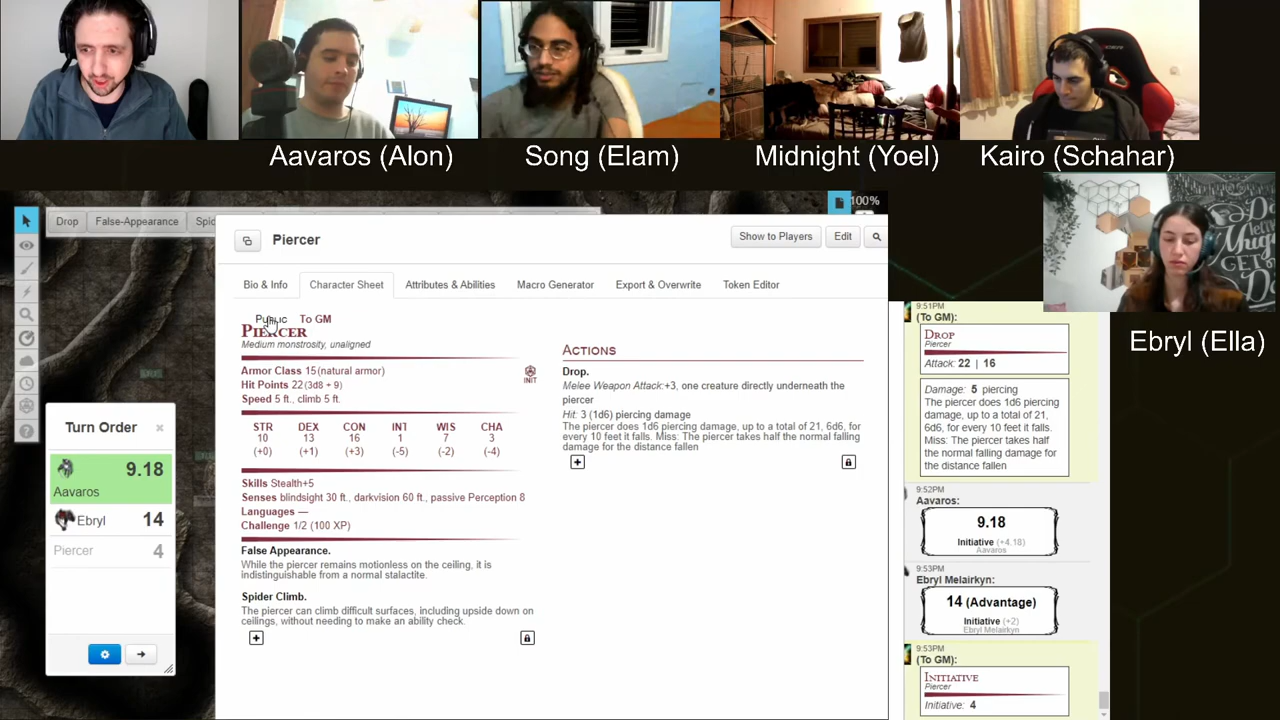 Aavaros (Alon)
Song (Elam)
Midnight (Yoel)
Kairo (Schahar)
Ebryl (Ella)
100%
Drop
False-Appearance
Piercer
Show to Players
Edit
Bio & Info
Character Sheet
Attributes & Abilities
Macro Generator
Export & Overwrite
Token Editor
To GM
PIERCER
Medium monstrosity, unaligned
Armor Class 15(natural armor)
Hit Points 22(3d8 + 9)
Speed 5 ft., climb 5 ft.
INIT
STR DEX CON INT WIS CHA
10 13 16 1 7 3
(+0) (+1) (+3) (-5) (-2) (-4)
Skills Stealth+5
Senses blindsight 30 ft., darkvision 60 ft., passive Perception 8
Languages —
Challenge 1/2 (100 XP)
False Appearance.
While the piercer remains motionless on the ceiling, it is
indistinguishable from a normal stalactite.
Spider Climb.
The piercer can climb difficult surfaces, including upside down on
ceilings, without needing to make an ability check.
ACTIONS
Drop.
Melee Weapon Attack:+3, one creature directly underneath the
piercer
Hit: 3 (1d6) piercing damage
The piercer does 1d6 piercing damage, up to a total of 21, 6d6, for
every 10 feet it falls. Miss: The piercer takes half the normal falling
damage for the distance fallen
Turn Order
9.18
Aavaros
Ebryl 14
Piercer 4
9:51PM
(To GM):
DROP
Piercer
Attack: 22 | 16
Damage: 5 piercing
The piercer does 1d6 piercing
damage, up to a total of 21,
6d6, for every 10 feet it falls.
Miss: The piercer takes half
the normal falling damage for
the distance fallen
9:52PM
Aavaros:
9.18
Initiative (+4.18)
Aavaros
9:53PM
Ebryl Melairkyn:
14 (Advantage)
Initiative (+2)
Ebryl Melairkyn
9:53PM
(To GM):
INITIATIVE
Piercer
Initiative: 4